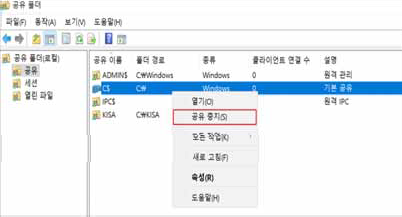 공유 폴더
파일(F) 동작(A) 보기(V) 도움말(H)
공유 폴더(로컬)
공유
세션
열린 파일
공유 이름 폴더 경로 종류 클라이언트 연결 수 설명
ADMIN$ C:₩Windows Windows 0 원격 관리
C$ C:₩ Windows 0 기본 공유
IPC$ 원격 IPC
KISA C:₩KISA
열기(O)
공유 중지(S)
모든 작업(K)
새로 고침(F)
속성(R)
도움말(H)